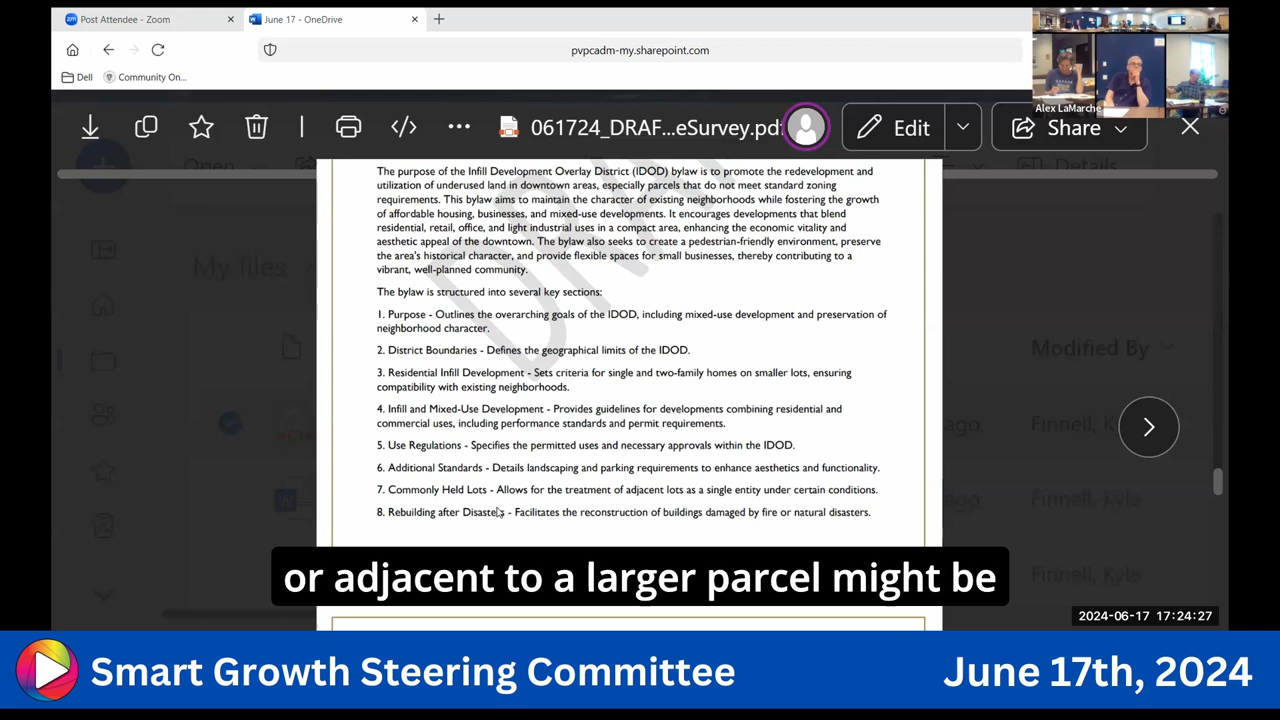 Post Attendee - Zoom
June 17 - OneDrive
pvpcadm-my.sharepoint.com
Dell
Community On...
Alex LaMarche
061724_DRAF...eSurvey.pdf
Edit
Share
Open
Details
The purpose of the Infill Development Overlay District (IDOD) bylaw is to promote the redevelopment and
utilization of underused land in downtown areas, especially parcels that do not meet standard zoning
requirements. This bylaw aims to maintain the character of existing neighborhoods while fostering the growth
of affordable housing, businesses, and mixed-use developments. It encourages developments that blend
residential, retail, office, and light industrial uses in a compact area, enhancing the economic vitality and
aesthetic appeal of the downtown. The bylaw also seeks to create a pedestrian-friendly environment, preserve
the area's historical character, and provide flexible spaces for small businesses, thereby contributing to a
vibrant, well-planned community.
My files
The bylaw is structured into several key sections:
1. Purpose - Outlines the overarching goals of the IDOD, including mixed-use development and preservation of
neighborhood character.
2. District Boundaries - Defines the geographical limits of the IDOD.
Modified By
3. Residential Infill Development - Sets criteria for single and two-family homes on smaller lots, ensuring
compatibility with existing neighborhoods.
4. Infill and Mixed-Use Development - Provides guidelines for developments combining residential and
commercial uses, including performance standards and permit requirements.
ago
Finnell, Kyle
5. Use Regulations - Specifies the permitted uses and necessary approvals within the IDOD.
6. Additional Standards - Details landscaping and parking requirements to enhance aesthetics and functionality.
7. Commonly Held Lots - Allows for the treatment of adjacent lots as a single entity under certain conditions.
ago
Finnell, Kyle
8. Rebuilding after Disasters - Facilitates the reconstruction of buildings damaged by fire or natural disasters.
Finnell, Kyle
or adjacent to a larger parcel might be
2024-06-17 17:24:27
Smart Growth Steering Committee
June 17th, 2024